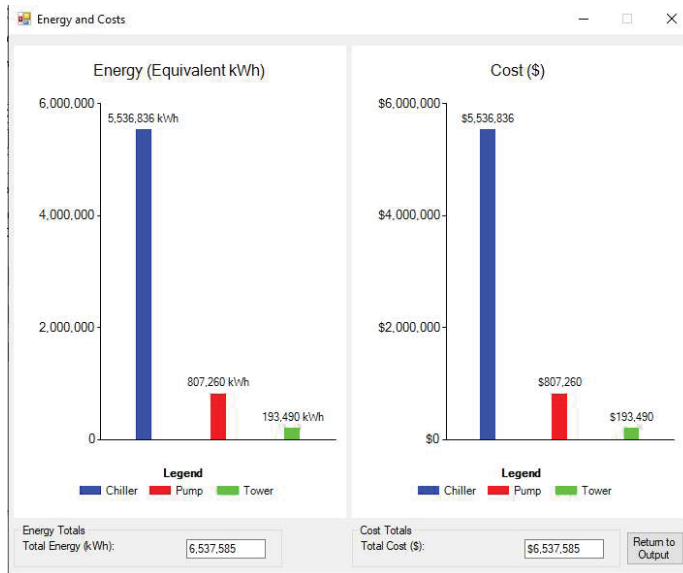 Energy and Costs
Energy (Equivalent kWh)
6,000,000
5,536,836 kWh
4,000,000
2,000,000
807,260 kWh
193,490 kWh
0
Legend
Chiller Pump Tower
Cost ($)
$6,000,000
$5,536,836
$4,000,000
$2,000,000
$807,260
$193,490
$0
Legend
Chiller Pump Tower
Energy Totals
Total Energy (kWh): 6,537,585
Cost Totals
Total Cost ($): $6,537,585
Return to
Output